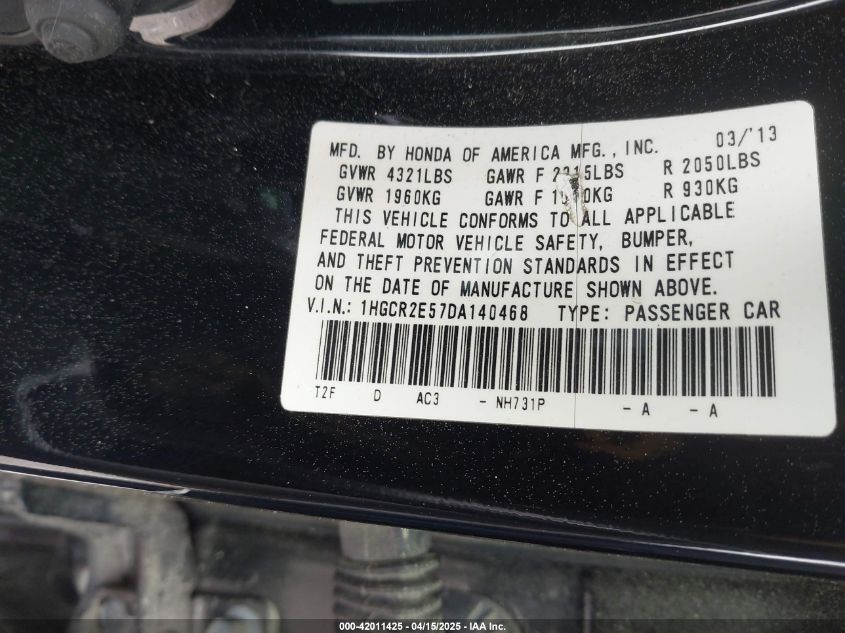 MFD. BY HONDA OF AMERICA MFG., INC. 03/'13
GVWR 4321LBS GAWR F LBS R 2050LBS
GVWR 1960KG GAWR F KG R 930KG
THIS VEHICLE CONFORMS TO ALL APPLICABLE
FEDERAL MOTOR VEHICLE SAFETY, BUMPER,
AND THEFT PREVENTION STANDARDS IN EFFECT
ON THE DATE OF MANUFACTURE SHOWN ABOVE.
V.I.N.: 1HGCR2E57DA140468 TYPE: PASSENGER CAR
T2F D AC3 - NH731P - A - A
000-42011425 - 04/15/2025 - IAA Inc.